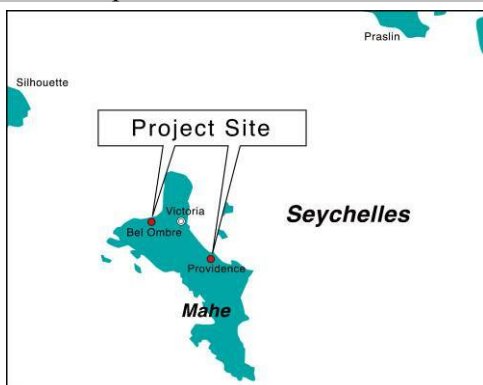 Praslin
Silhouette
Project Site
Victoria
Seychelles
Bel Ombre
Providence
Mahe